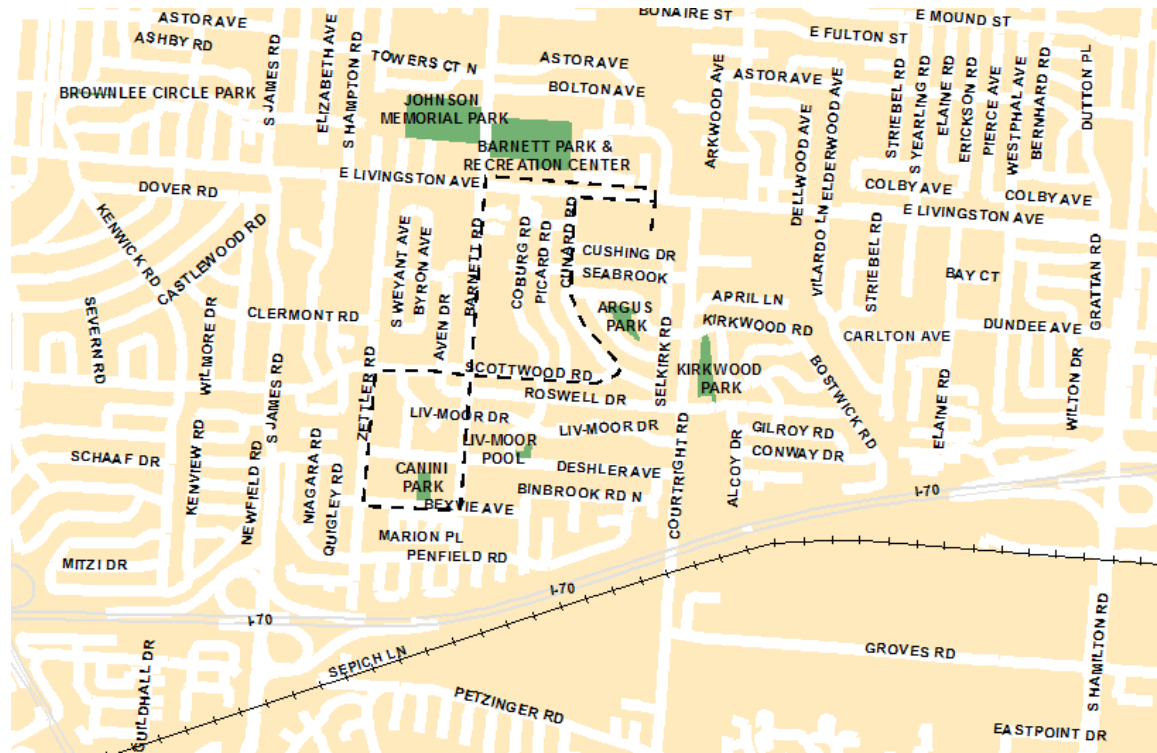 BONAIRE ST
E MOUND ST
ASTOR AVE
E FULTON ST
ASHBY RD
S JAMES RD
ELIZABETH AVE
S HAMPTON RD
TOWERS CT N
ASTOR AVE
BOLTON AVE
ARKWOOD AVE
ASTOR AVE
DELLWOOD AVE
ELDERWOOD AVE
VILARDO LN
STRIEBEL RD
S YEARLING RD
ELAINE RD
ERICKSON RD
PIERCE AVE
WESTPHAL AVE
BERNHARD RD
DUTTON PL
BROWNLEE CIRCLE PARK
JOHNSON
MEMORIAL PARK
BARNETT PARK &
RECREATION CENTER
E LIVINGSTON AVE
DOVER RD
COLBY AVE
COLBY AVE
E LIVINGSTON AVE
KENWICK RD
CASTLEWOOD RD
S WEYANT AVE
BYRON AVE
BARNETT RD
COBURG RD
PICARD RD
CUNARD RD
CUSHING DR
SEABROOK
STRIEBEL RD
BAY CT
GRATTAN RD
SEVERN RD
WILMORE DR
CLERMONT RD
AVEN DR
ARGUS
PARK
APRIL LN
KIRKWOOD RD
CARLTON AVE
DUNDEE AVE
SELKIRK RD
KIRKWOOD
PARK
BOSTWICK RD
ELAINE RD
WILTON DR
SCOTTWOOD RD
ROSWELL DR
S JAMES RD
ZETTLER RD
LIV-MOOR DR
LIV-MOOR DR
LIV-MOOR
POOL
GILROY RD
CONWAY DR
SCHAAF DR
KENVIEW RD
NEWFIELD RD
NIAGARA RD
QUIGLEY RD
CANINI
PARK
DESHLER AVE
BINBROOK RD N
BEXVIE AVE
COURTRIGHT RD
ALCOY DR
I-70
MARION PL
PENFIELD RD
MITZI DR
I-70
I-70
SEPICH LN
GUILDHALL DR
PETZINGER RD
GROVES RD
S HAMILTON RD
EASTPOINT DR